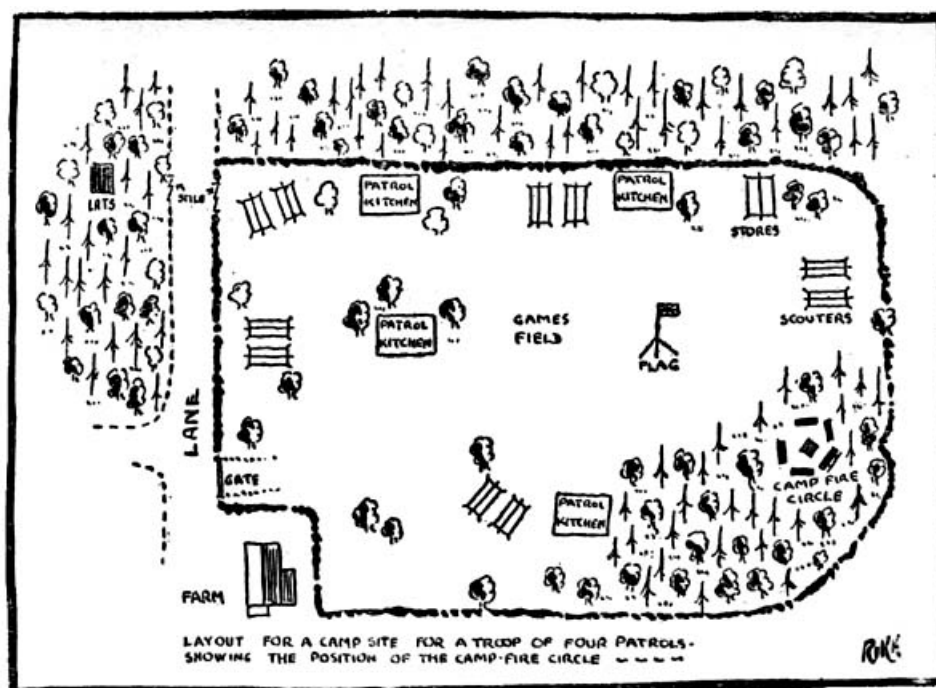 PATROL
KITCHEN
PATROL
KITCHEN
LATS
STILE
STORES
SCOUTERS
GAMES
FIELD
PATROL
KITCHEN
FLAG
LANE
GATE
CAMP FIRE
CIRCLE
PATROL
KITCHEN
FARM
LAYOUT FOR A CAMP SITE FOR A TROOP OF FOUR PATROLS-
SHOWING THE POSITION OF THE CAMP-FIRE CIRCLE